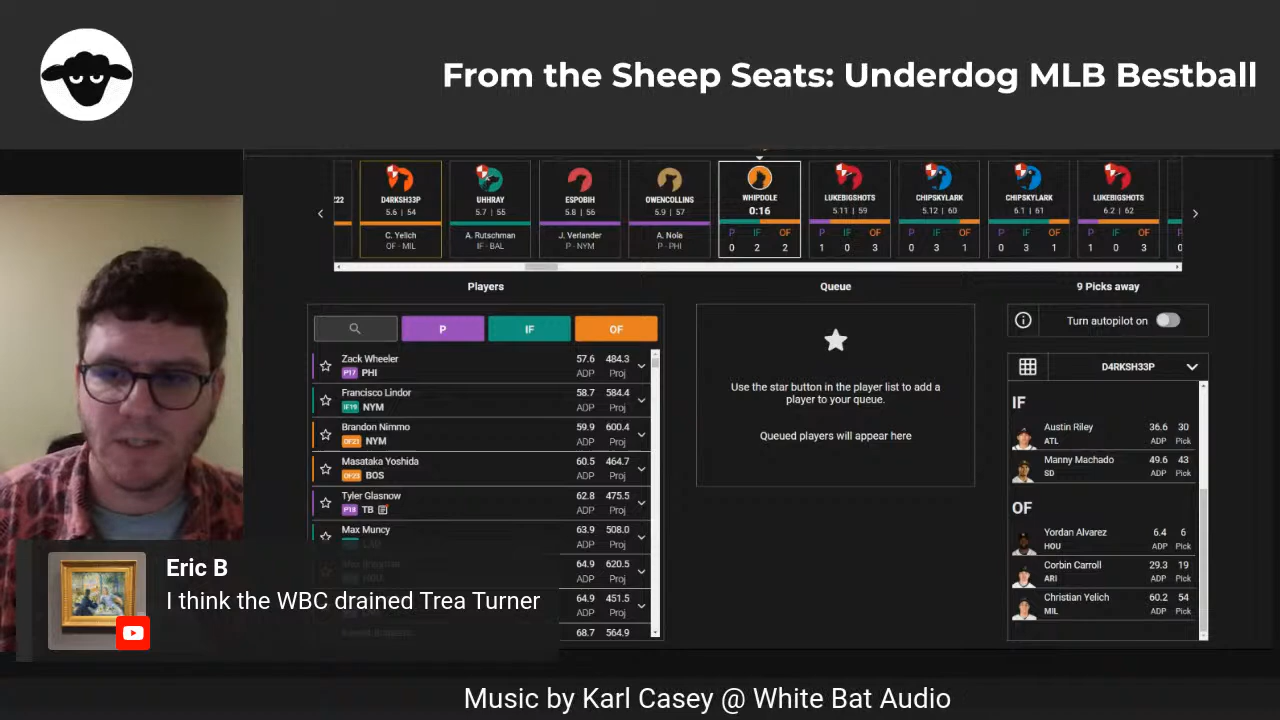 From the Sheep Seats: Underdog MLB Bestball
22
D4RKSH33P
5.6 | 54
C. Yelich
OF · MIL
UHHRAY
5.7 | 55
A. Rutschman
IF · BAL
ESPOBIH
5.8 | 56
J. Verlander
P · NYM
OWENCOLLINS
5.9 | 57
A. Nola
P · PHI
WHIPDOLE
0:16
P IF OF
0 2 2
LUKEBIGSHOTS
5.11 | 59
P IF OF
1 0 3
CHIPSKYLARK
5.12 | 60
P IF OF
0 3 1
CHIPSKYLARK
6.1 | 61
P IF OF
0 3 1
LUKEBIGSHOTS
6.2 | 62
P IF OF
1 0 3
Players
P IF OF
Zack Wheeler 57.6 484.3
P17 PHI ADP Proj
Francisco Lindor 58.7 584.4
IF19 NYM ADP Proj
Brandon Nimmo 59.9 600.4
OF21 NYM ADP Proj
Masataka Yoshida 60.5 464.7
OF23 BOS ADP Proj
Tyler Glasnow 62.8 475.5
P18 TB ADP Proj
Max Muncy 63.9 508.0
ADP Proj
64.9 620.5
ADP Proj
64.9 451.5
ADP Proj
68.7 564.9
Queue
Use the star button in the player list to add a
player to your queue.
Queued players will appear here
9 Picks away
Turn autopilot on
D4RKSH33P
IF
Austin Riley 36.6 30
ATL ADP Pick
Manny Machado 49.6 43
SD ADP Pick
OF
Yordan Alvarez 6.4 6
HOU ADP Pick
Corbin Carroll 29.3 19
ARI ADP Pick
Christian Yelich 60.2 54
MIL ADP Pick
Eric B
I think the WBC drained Trea Turner
Music by Karl Casey @ White Bat Audio